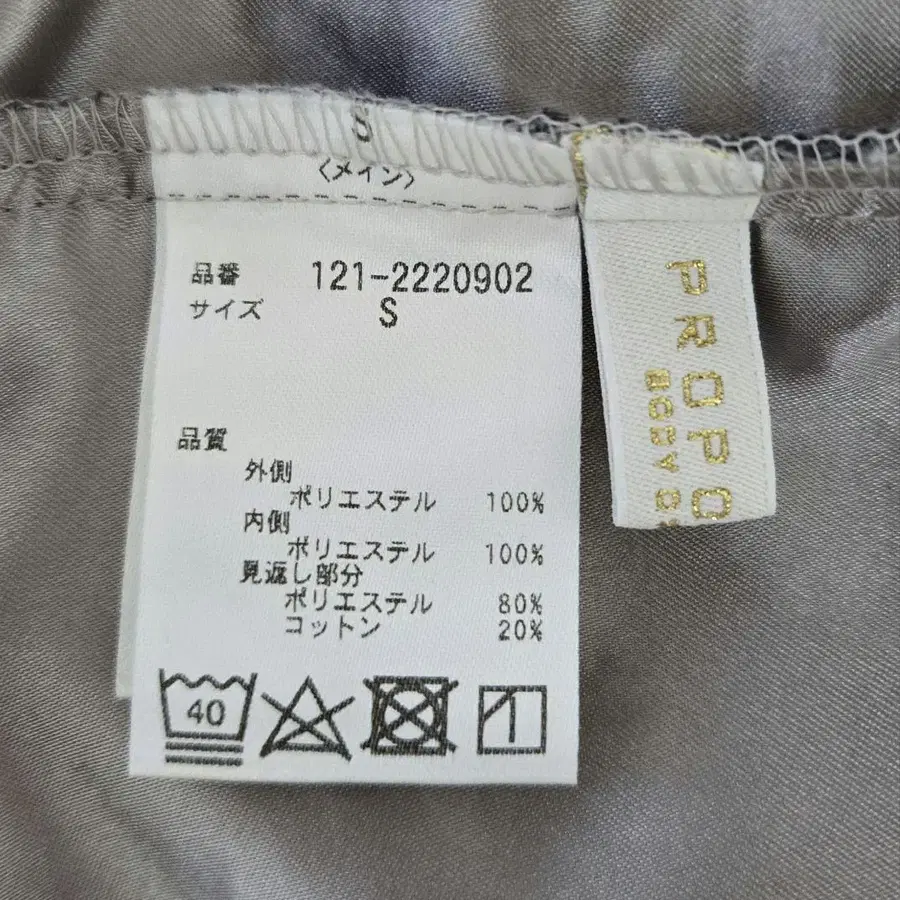 S
〈メイン〉
品番 121-2220902
サイズ S
品質
外側
ポリエステル 100%
内側
ポリエステル 100%
見返し部分
ポリエステル 80%
コットン 20%
40
PROPO
BODY